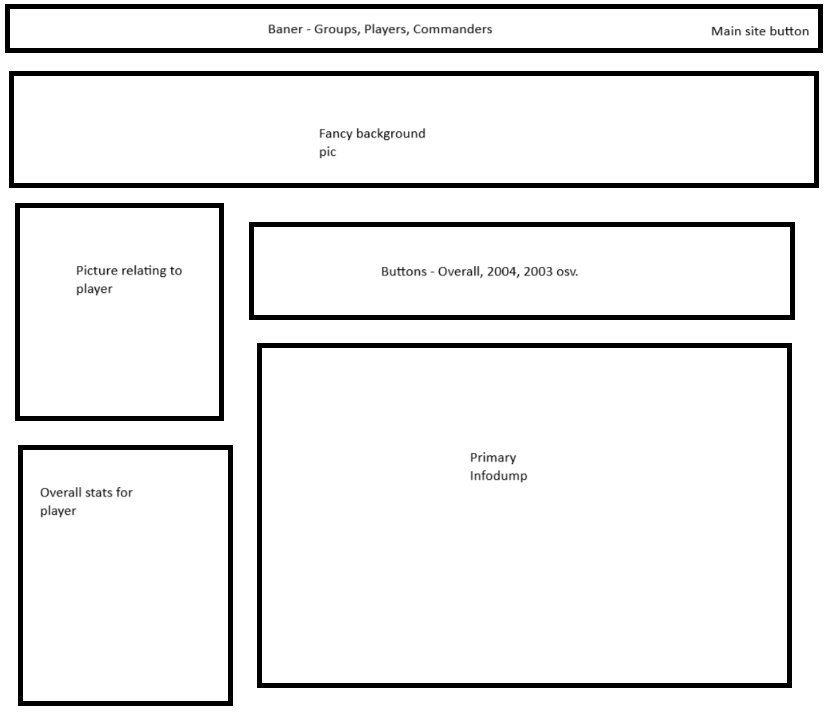 Baner - Groups, Players, Commanders
Main site button
Fancy background
pic
Picture relating to
player
Buttons - Overall, 2004, 2003 osv.
Primary
Infodump
Overall stats for
player